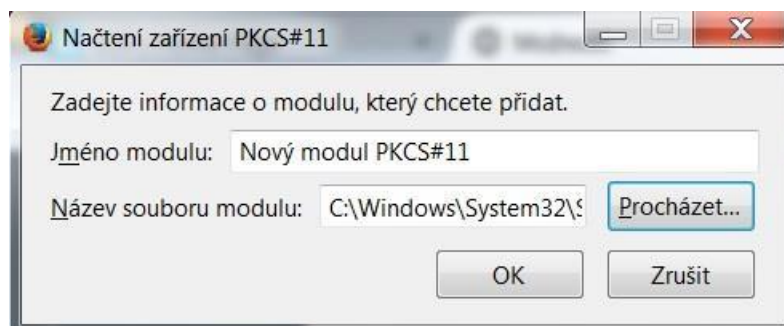 Načtení zařízení PKCS#11
Zadejte informace o modulu, který chcete přidat.
Jméno modulu: Nový modul PKCS#11
Název souboru modulu: C:\Windows\System32\S Procházet...
OK Zrušit